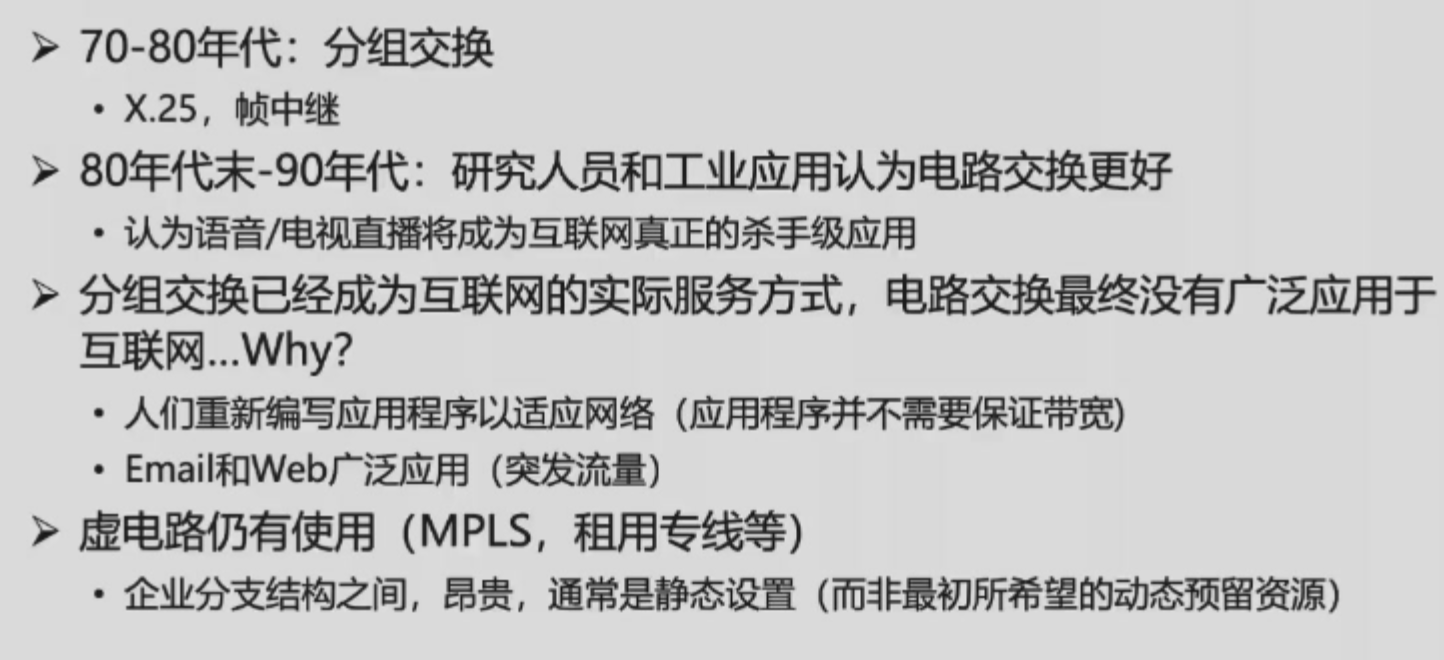 ➢ 70-80年代：分组交换
• X.25，帧中继
➢ 80年代末-90年代：研究人员和工业应用认为电路交换更好
• 认为语音/电视直播将成为互联网真正的杀手级应用
➢ 分组交换已经成为互联网的实际服务方式，电路交换最终没有广泛应用于
互联网...Why?
• 人们重新编写应用程序以适应网络（应用程序并不需要保证带宽)
• Email和Web广泛应用（突发流量）
➢ 虚电路仍有使用（MPLS，租用专线等）
• 企业分支结构之间，昂贵，通常是静态设置（而非最初所希望的动态预留资源）